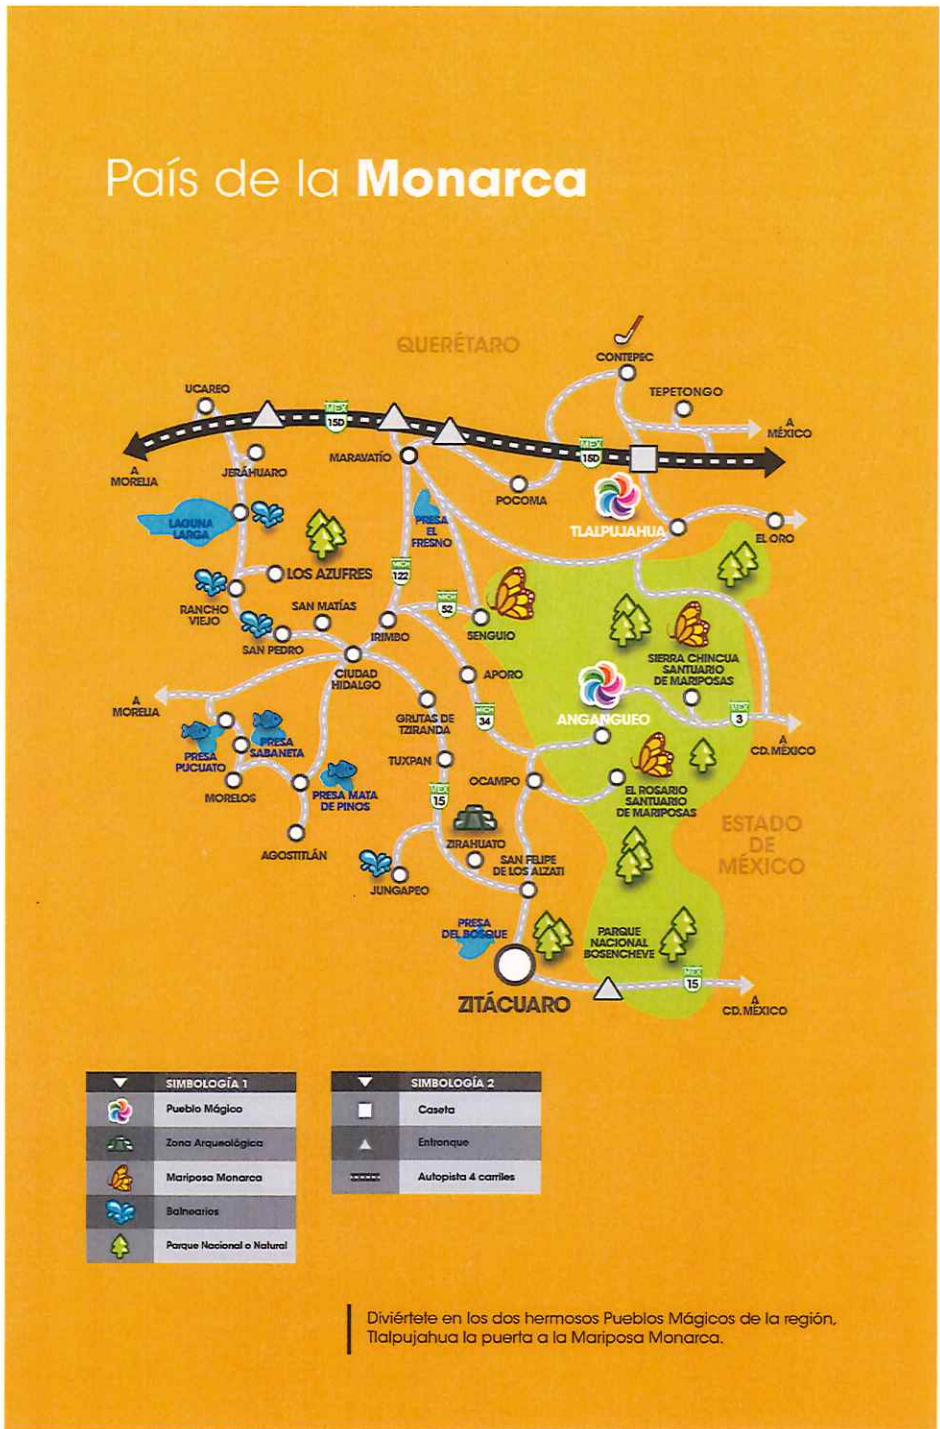 País de la Monarca
QUERÉTARO
CONTEPEC
UCAREO
TEPETONGO
MEX
15D
A
MÉXICO
MARAVATÍO
MEX
15D
JERÁHUARO
A
MORELIA
POCOMA
LAGUNA
LARGA
PRESA
EL
FRESNO
TLALPUJAHUA
EL ORO
LOS AZUFRES
MICH
122
RANCHO
VIEJO
SAN MATÍAS
MICH
52
SAN PEDRO
IRIMBO
SENGUIO
SIERRA CHINCUA
SANTUARIO
DE MARIPOSAS
CIUDAD
HIDALGO
APORO
A
MORELIA
GRUTAS DE
TZIRANDA
MICH
34
ANGANGUEO
MEX
3
A
CD. MÉXICO
PRESA
PUCUATO
PRESA
SABANETA
TUXPAN
OCAMPO
MORELOS
PRESA MATA
DE PINOS
MEX
15
EL ROSARIO
SANTUARIO
DE MARIPOSAS
ESTADO
DE
MÉXICO
AGOSTITLÁN
ZIRAHUATO
SAN FELIPE
DE LOS ALZATI
JUNGAPEO
PRESA
DEL BOSQUE
PARQUE
NACIONAL
BOSENCHEVE
MEX
15
ZITÁCUARO
A
CD. MÉXICO
SIMBOLOGÍA 1
Pueblo Mágico
Zona Arqueológica
Mariposa Monarca
Balnearios
Parque Nacional o Natural
SIMBOLOGÍA 2
Caseta
Entronque
Autopista 4 carriles
Diviértete en los dos hermosos Pueblos Mágicos de la región,
Tlalpujahua la puerta a la Mariposa Monarca.